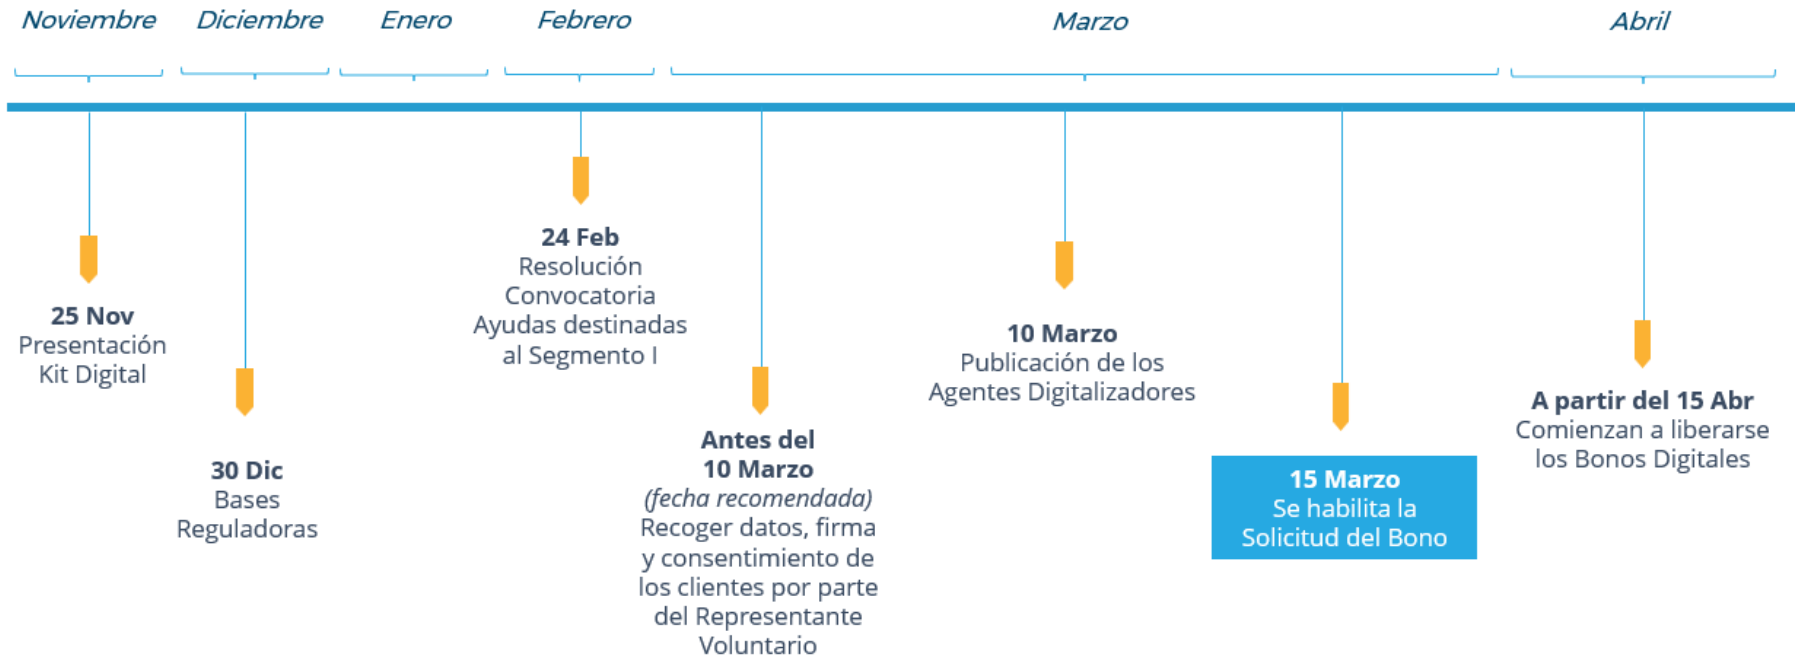 Noviembre
Diciembre
Enero
Febrero
Marzo
Abril
25 Nov
Presentación
Kit Digital
30 Dic
Bases
Reguladoras
24 Feb
Resolución
Convocatoria
Ayudas destinadas
al Segmento I
Antes del
10 Marzo
(fecha recomendada)
Recoger datos, firma
y consentimiento de
los clientes por parte
del Representante
Voluntario
10 Marzo
Publicación de los
Agentes Digitalizadores
15 Marzo
Se habilita la
Solicitud del Bono
A partir del 15 Abr
Comienzan a liberarse
los Bonos Digitales